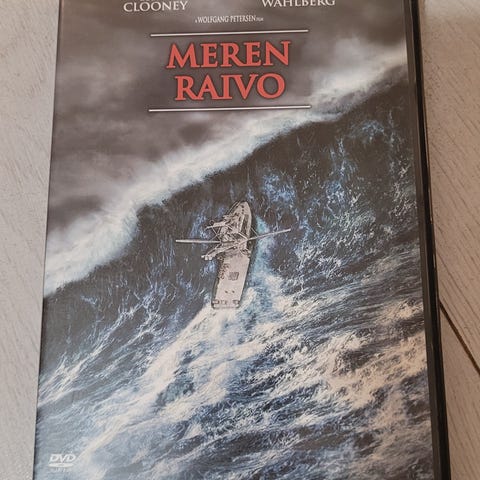 CLOONEY WAHLBERG
A WOLFGANG PETERSEN FILM
MEREN
RAIVO
DVD